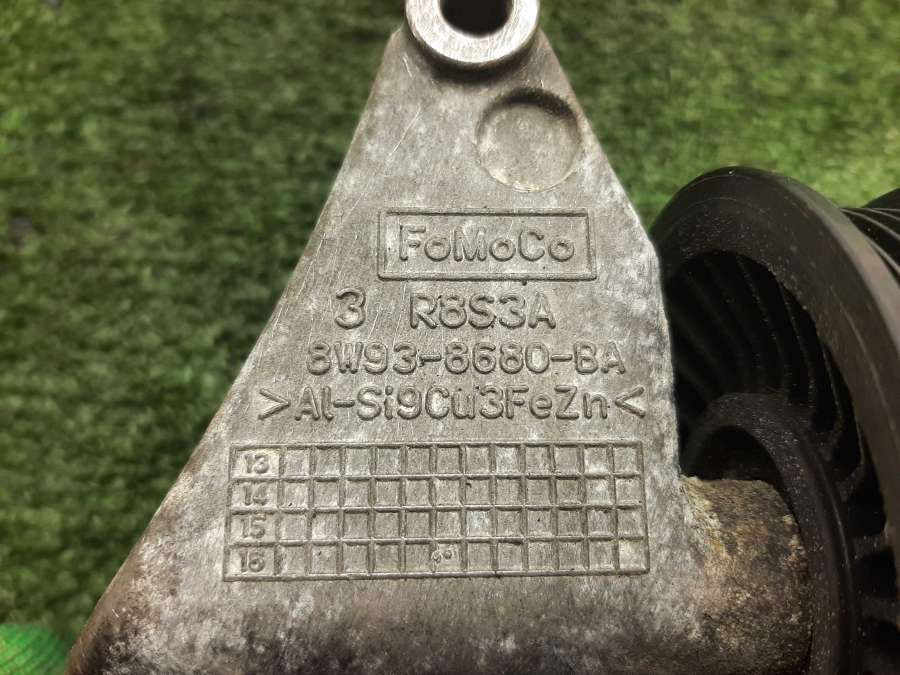 FoMoCo
3 R8S3A
8W93-8680-BA
>Al-Si9Cu3FeZn<
13
14
15
16